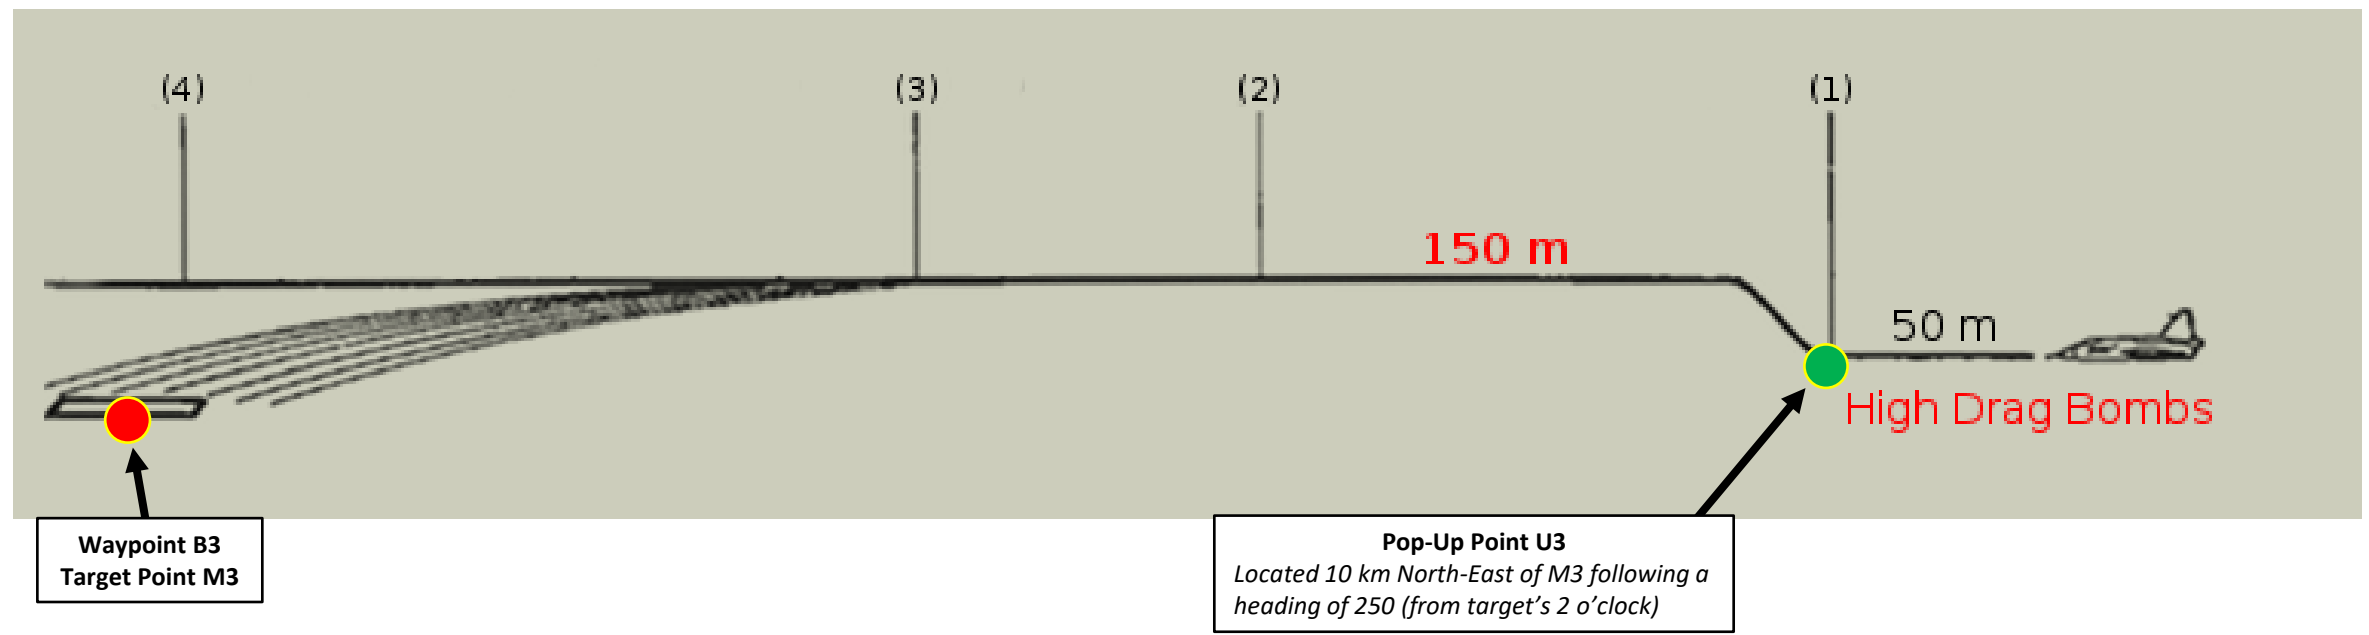 (4)
(3)
(2)
(1)
150 m
50 m
High Drag Bombs
Waypoint B3
Target Point M3
Pop-Up Point U3
Located 10 km North-East of M3 following a
heading of 250 (from target’s 2 o’clock)